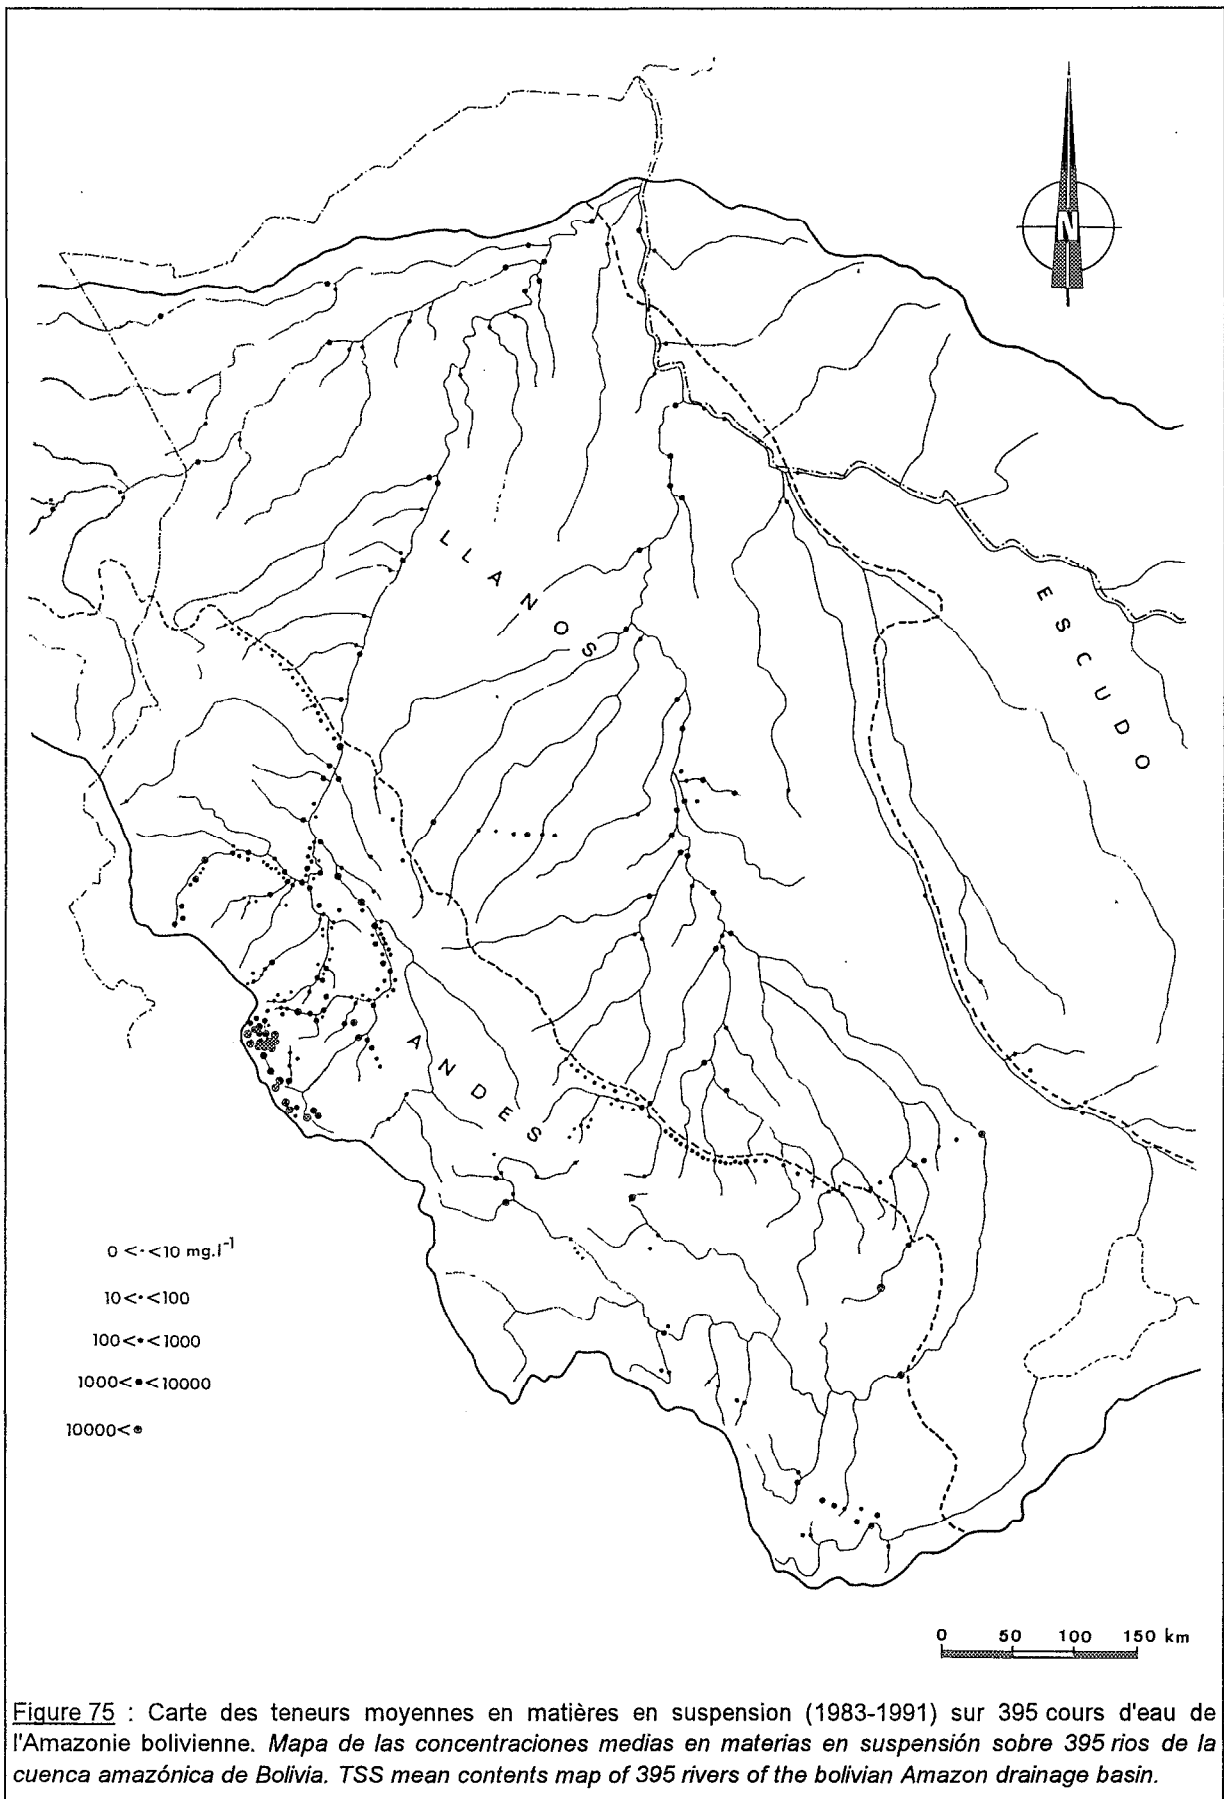 N
LLANOS
ESCUDO
ANDES
0 <·<10 mg.l⁻¹
10<·<100
100<•<1000
1000<•<10000
10000<⊛
0 50 100 150 km
Figure 75 : Carte des teneurs moyennes en matières en suspension (1983-1991) sur 395 cours d'eau de
l'Amazonie bolivienne. Mapa de las concentraciones medias en materias en suspensión sobre 395 rios de la
cuenca amazónica de Bolivia. TSS mean contents map of 395 rivers of the bolivian Amazon drainage basin.